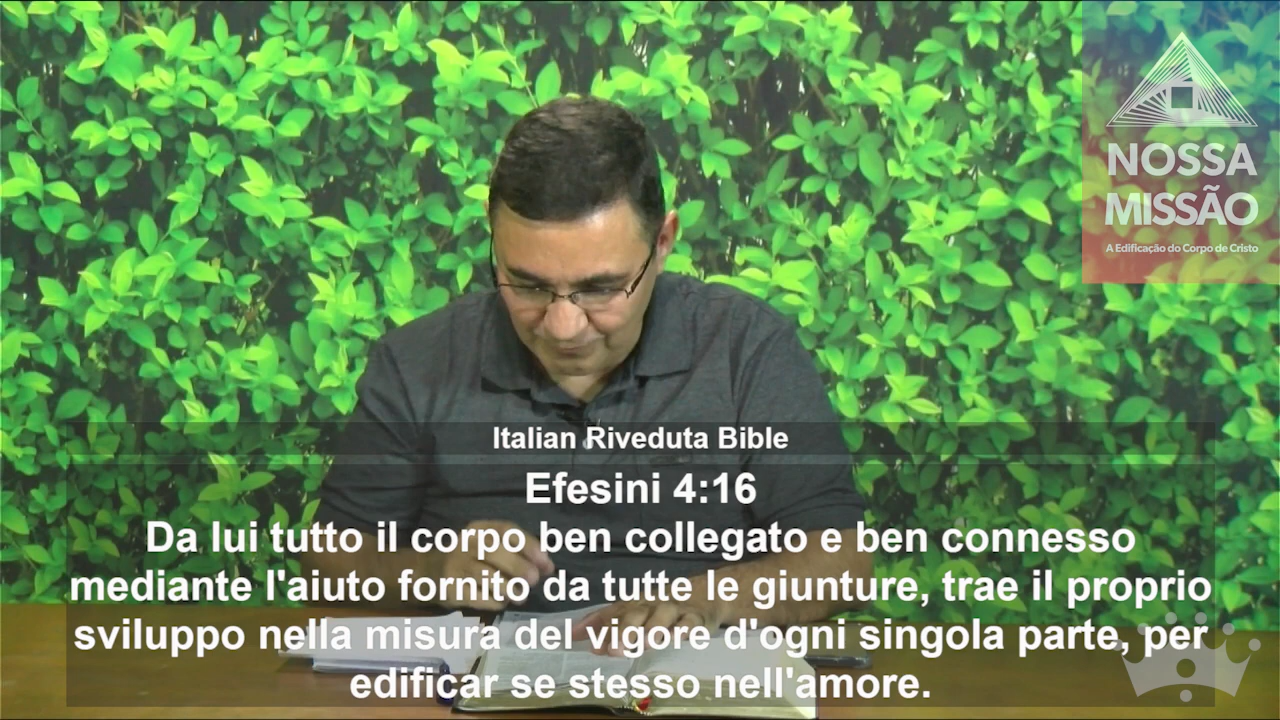 NOSSA
MISSÃO
A Edificação do Corpo de Cristo
Italian Riveduta Bible
Efesini 4:16
Da lui tutto il corpo ben collegato e ben connesso
mediante l'aiuto fornito da tutte le giunture, trae il proprio
sviluppo nella misura del vigore d'ogni singola parte, per
edificar se stesso nell'amore.